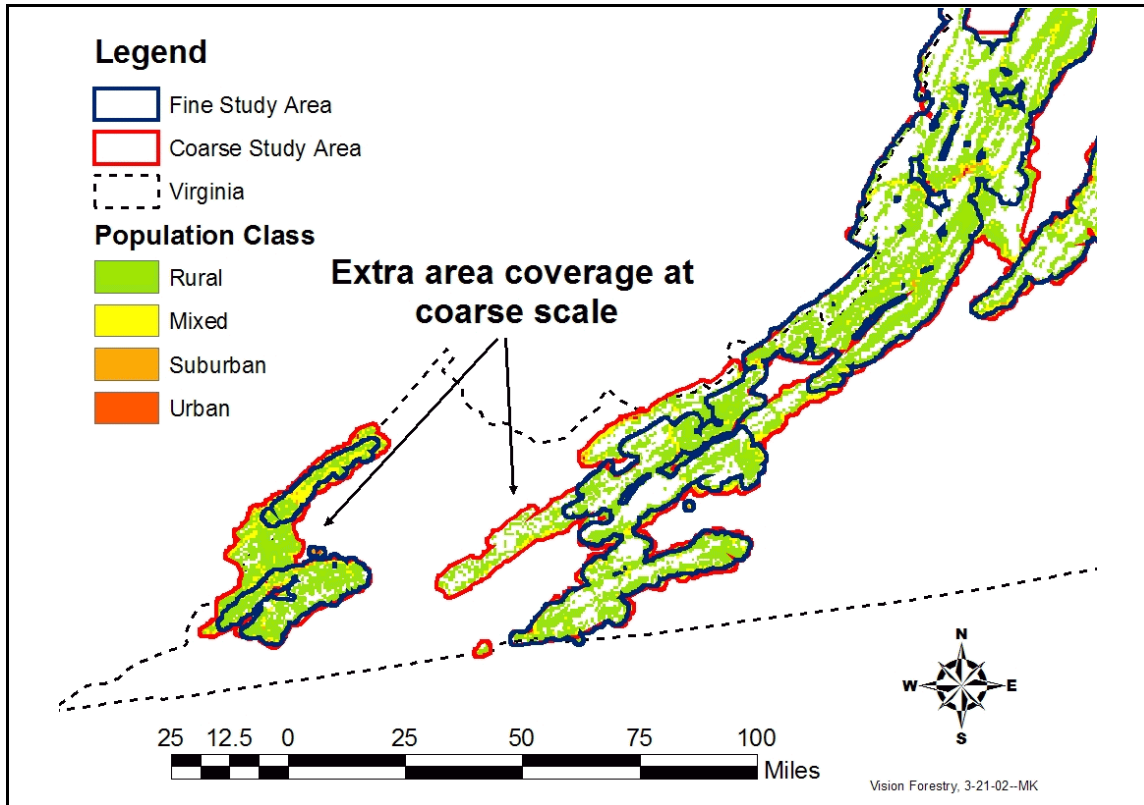 Legend
Fine Study Area
Coarse Study Area
Virginia
Population Class
Rural
Mixed
Suburban
Urban
Extra area coverage at
coarse scale
N
W E
S
25 12.5 0 25 50 75 100
Miles
Vision Forestry, 3-21-02--MK